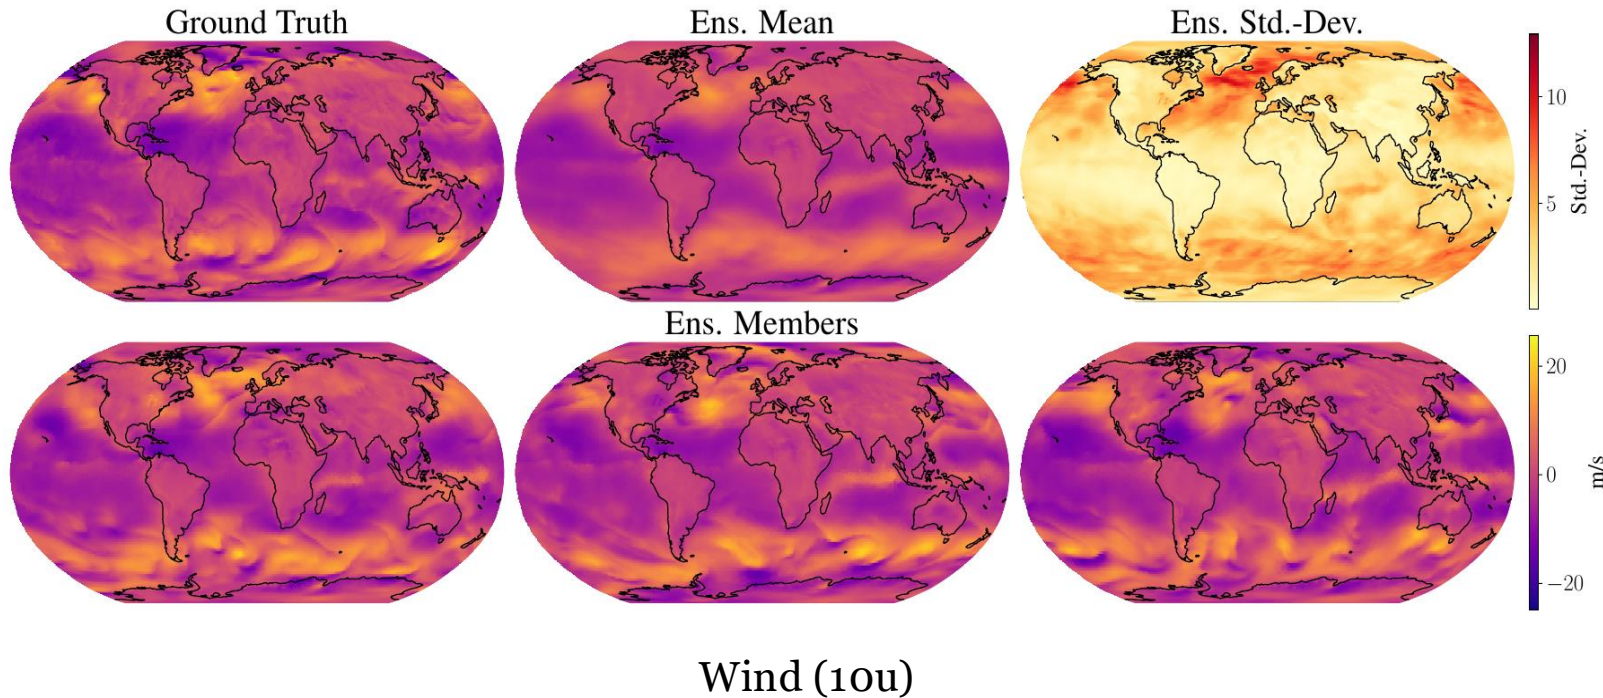 Ground Truth
Ens. Mean
Ens. Std.-Dev.
10
5
Std.-Dev.
Ens. Members
20
0
−20
m/s
Wind (10u)